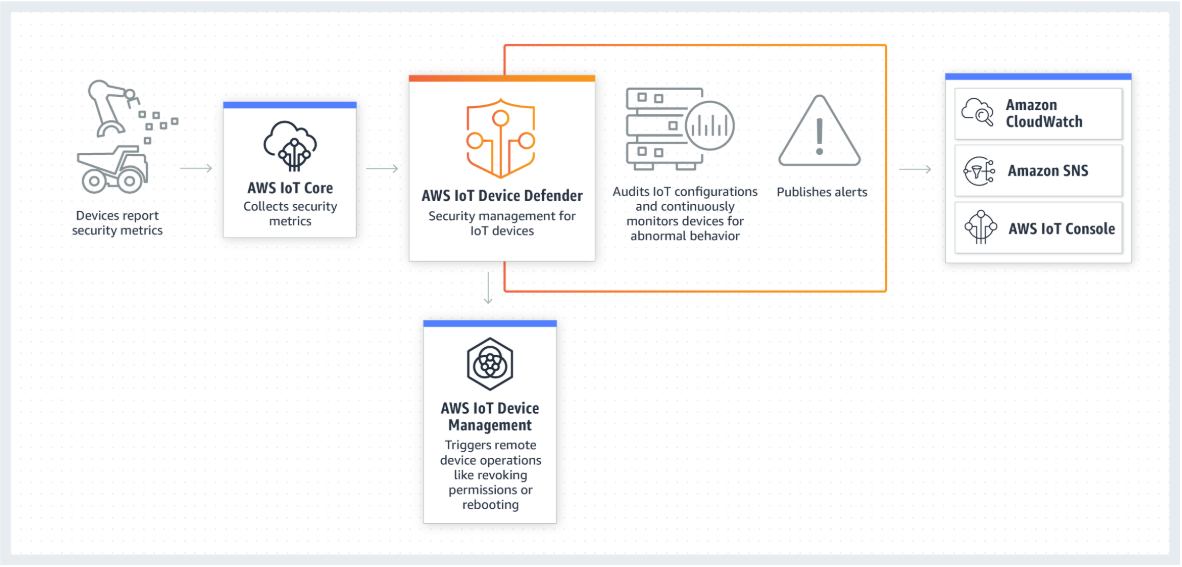 Devices report
security metrics
AWS IoT Core
Collects security
metrics
AWS IoT Device Defender
Security management for
IoT devices
Audits IoT configurations
and continuously
monitors devices for
abnormal behavior
Publishes alerts
Amazon
CloudWatch
Amazon SNS
AWS IoT Console
AWS IoT Device
Management
Triggers remote
device operations
like revoking
permissions or
rebooting